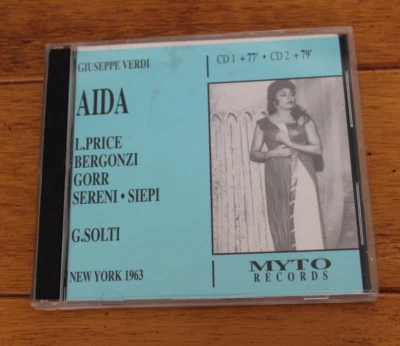 GIUSEPPE VERDI
CD 1 +77' • CD 2 +79'
AIDA
L.PRICE
BERGONZI
GORR
SERENI • SIEPI
G.SOLTI
NEW YORK 1963
MYTO
RECORDS